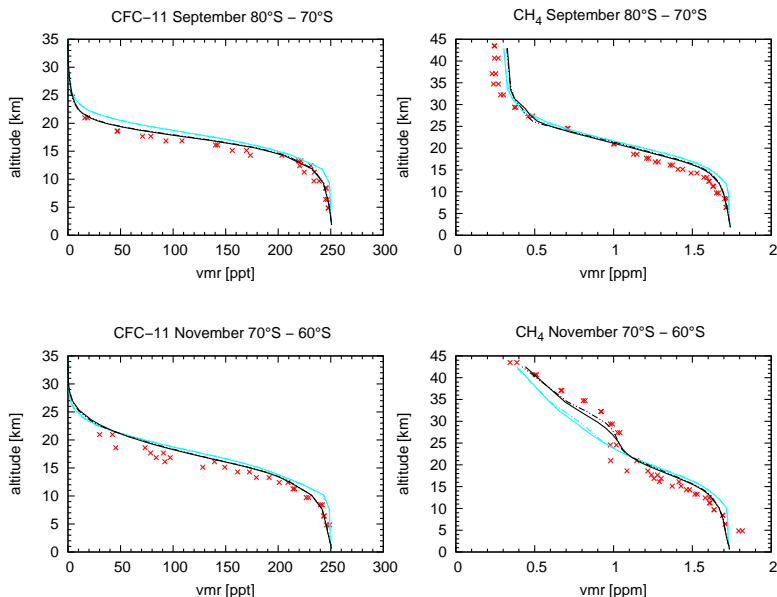 CFC−11 September 80°S − 70°S
altitude [km]
35
30
25
20
15
10
5
0
0 50 100 150 200 250 300
vmr [ppt]
CH4 September 80°S − 70°S
altitude [km]
45
40
35
30
25
20
15
10
5
0
0 0.5 1 1.5 2
vmr [ppm]
CFC−11 November 70°S − 60°S
altitude [km]
35
30
25
20
15
10
5
0
0 50 100 150 200 250 300
vmr [ppt]
CH4 November 70°S − 60°S
altitude [km]
45
40
35
30
25
20
15
10
5
0
0 0.5 1 1.5 2
vmr [ppm]